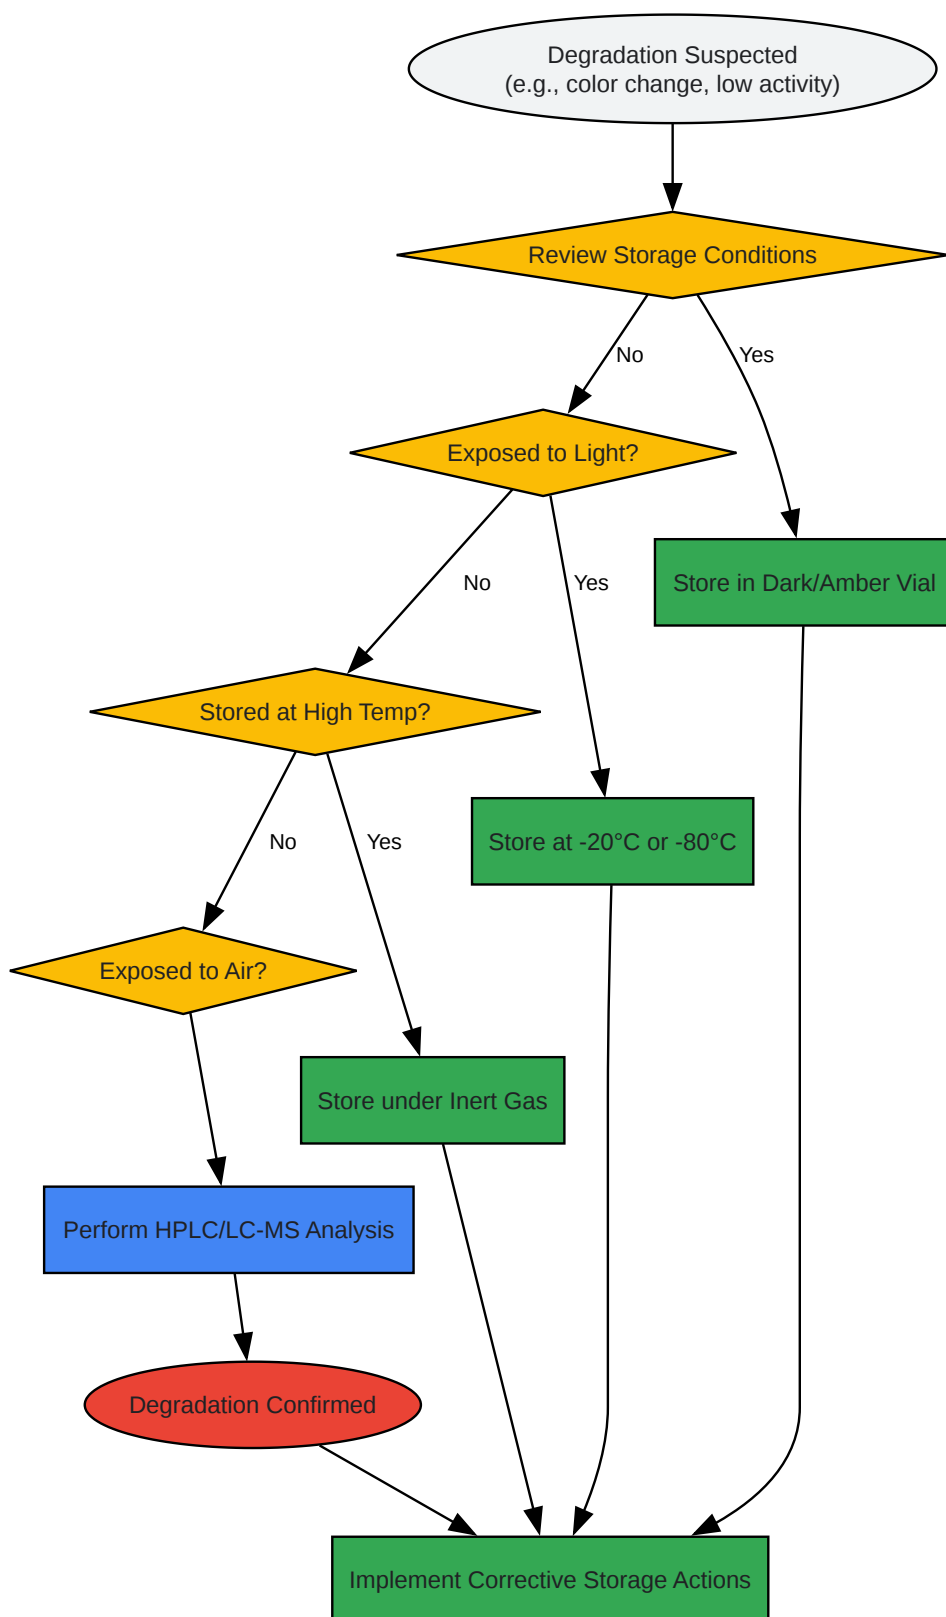 Degradation Suspected
(e.g., color change, low activity)
Review Storage Conditions
No
Yes
Exposed to Light?
No
Yes
Store in Dark/Amber Vial
Stored at High Temp?
No
Yes
Store at -20°C or -80°C
Exposed to Air?
Store under Inert Gas
Perform HPLC/LC-MS Analysis
Degradation Confirmed
Implement Corrective Storage Actions